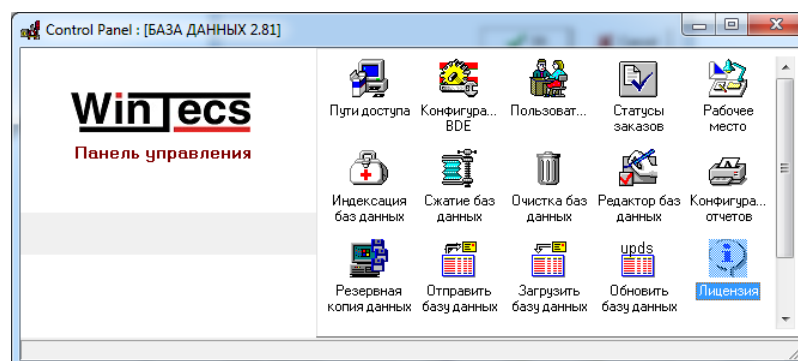 Control Panel : [БАЗА ДАННЫХ 2.81]
WinTecs
Панель управления
Пути доступа
Конфигура...
BDE
Пользоват...
Статусы
заказов
Рабочее
место
Индексация
баз данных
Сжатие баз
данных
Очистка баз
данных
Редактор баз
данных
Конфигура...
отчетов
Резервная
копия данных
Отправить
базу данных
Загрузить
базу данных
upds
Обновить
базу данных
Лицензия